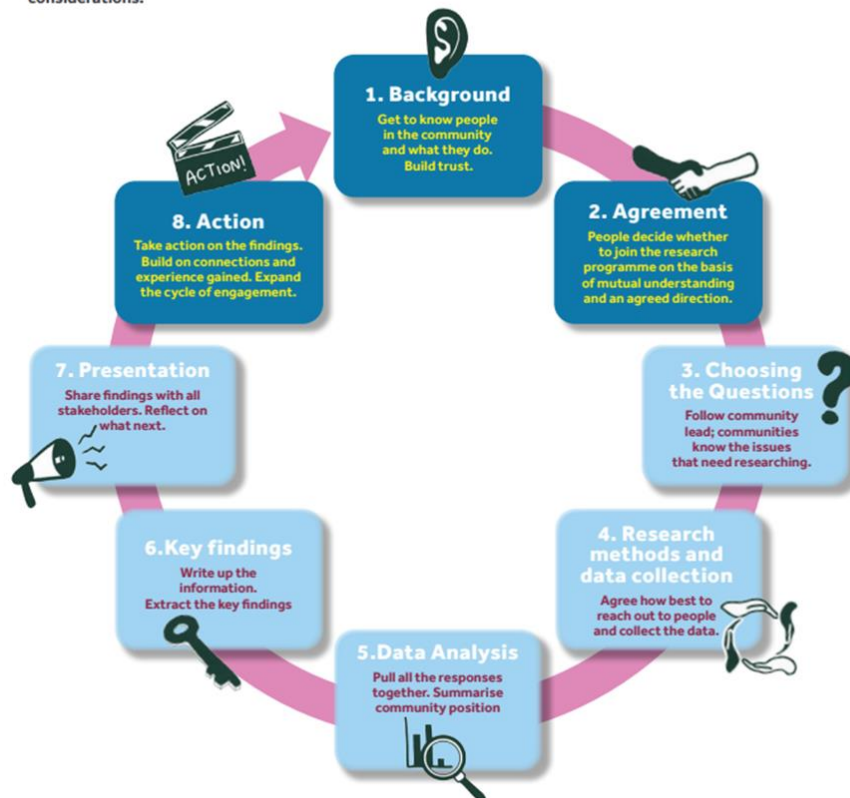 considerations.
1. Background
Get to know people
in the community
and what they do.
Build trust.
2. Agreement
People decide whether
to join the research
programme on the basis
of mutual understanding
and an agreed direction.
3. Choosing
the Questions
Follow community
lead; communities
know the issues
that need researching.
4. Research
methods and
data collection
Agree how best to
reach out to people
and collect the data.
5.Data Analysis
Pull all the responses
together. Summarise
community position
6.Key findings
Write up the
information.
Extract the key findings
7. Presentation
Share findings with all
stakeholders. Reflect on
what next.
8. Action
Take action on the findings.
Build on connections and
experience gained. Expand
the cycle of engagement.
ACTION!